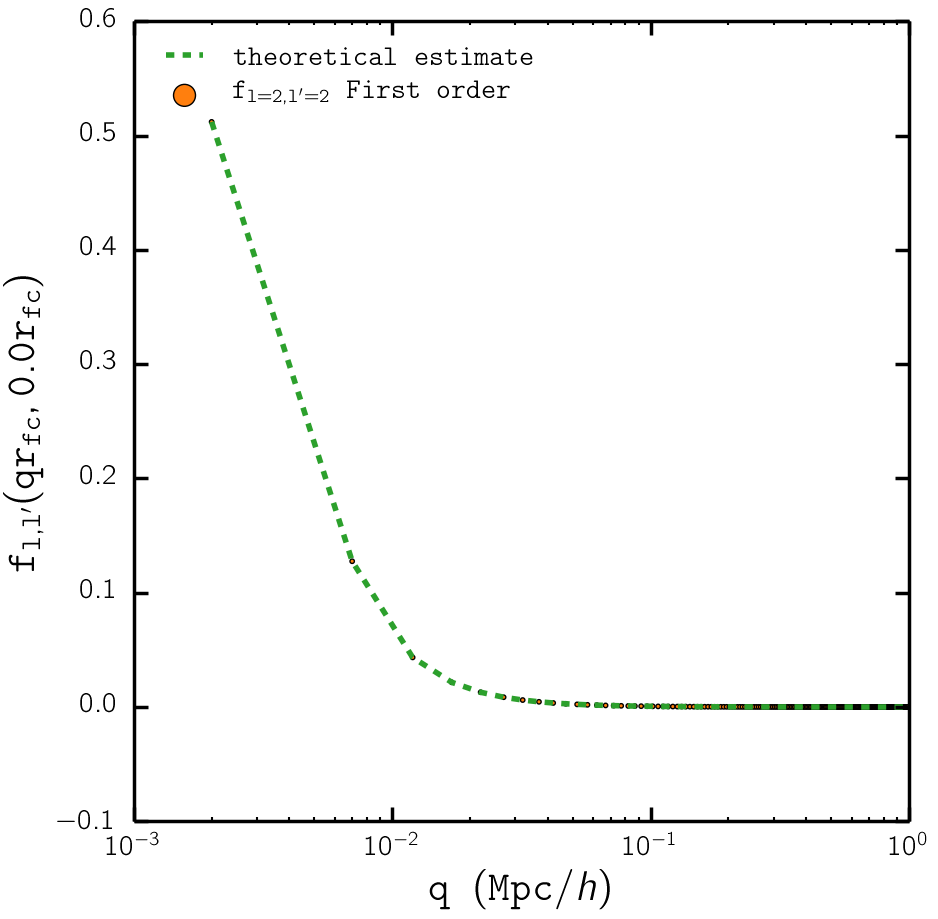 0.6
0.5
0.4
0.3
0.2
0.1
0.0
−0.1
theoretical estimate
f_{l=2,l′=2} First order
f_{l,l′}(qr_{fc}, 0.0r_{fc})
10^{−3} 10^{−2} 10^{−1} 10^{0}
q (Mpc/h)